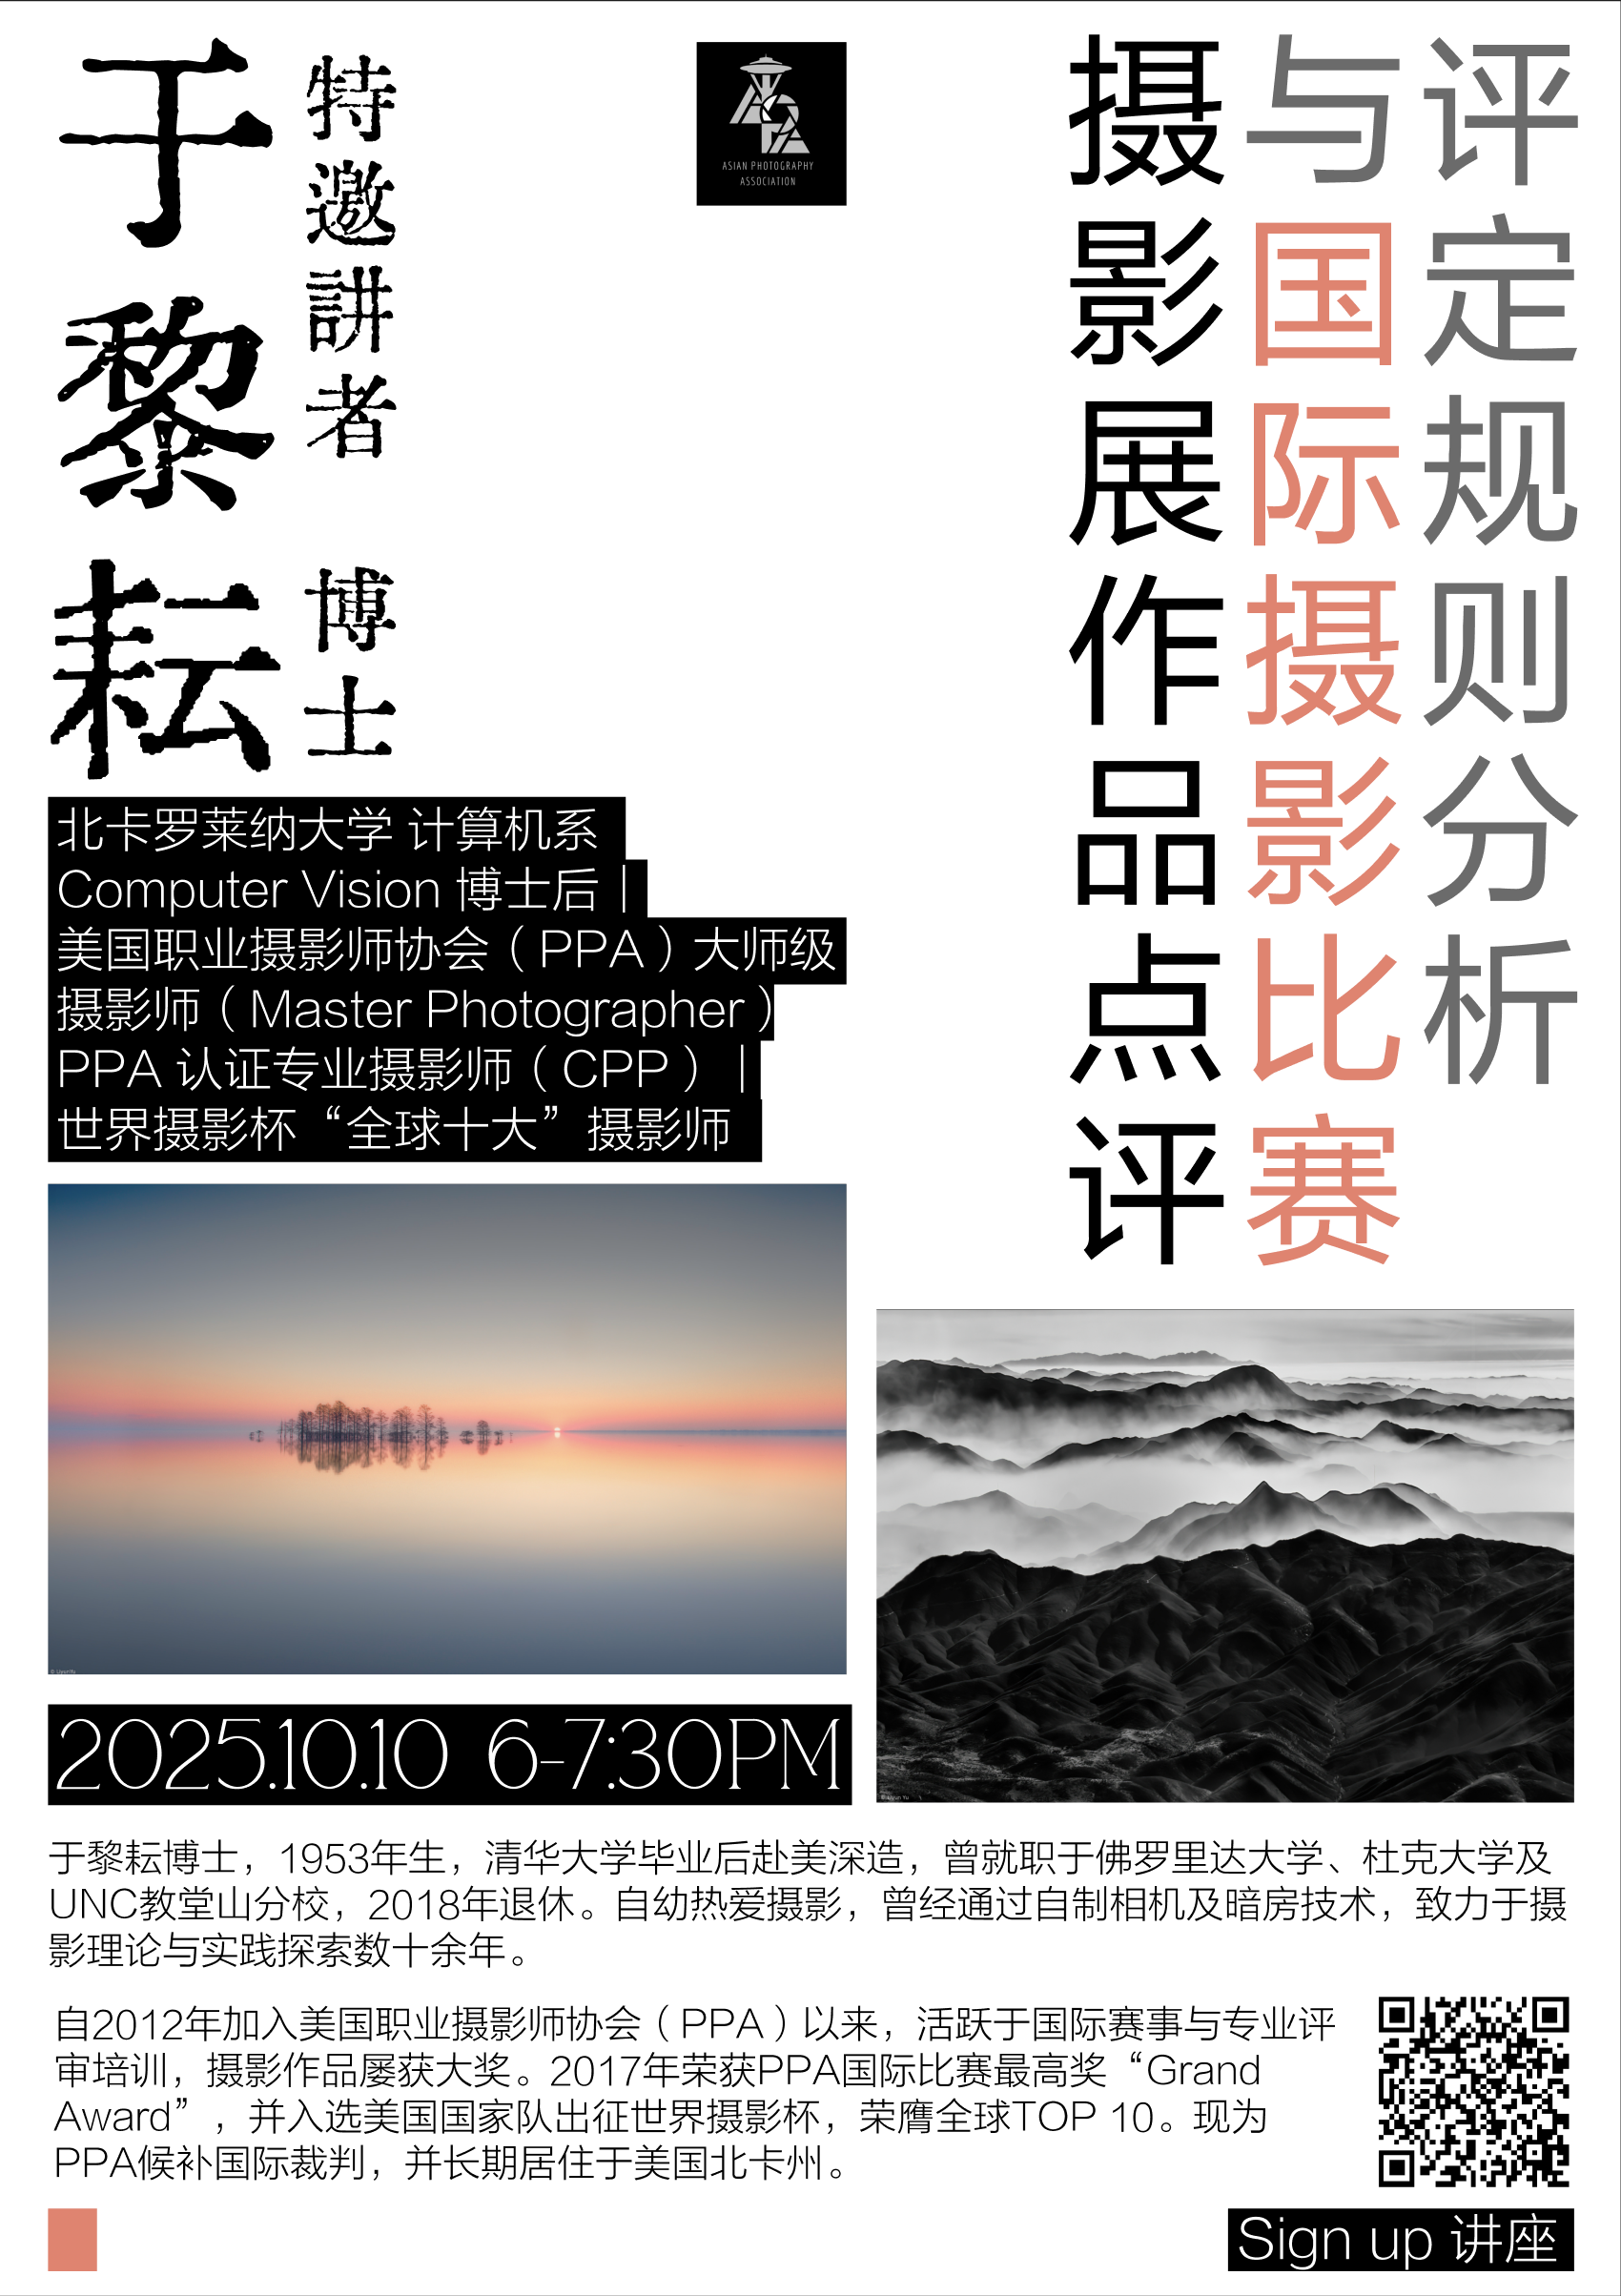 于黎耘
特邀講者
博士
ASIAN PHOTOGRAPHY
ASSOCIATION
摄影展作品点评
与国际摄影比赛
评定规则分析
北卡罗莱纳大学 计算机系
Computer Vision 博士后 |
美国职业摄影师协会（PPA）大师级
摄影师（Master Photographer）
PPA 认证专业摄影师（CPP） |
世界摄影杯“全球十大”摄影师
© LiyunYu
© Liyun Yu
2025.10.10 6-7:30PM
于黎耘博士，1953年生，清华大学毕业后赴美深造，曾就职于佛罗里达大学、杜克大学及
UNC教堂山分校，2018年退休。自幼热爱摄影，曾经通过自制相机及暗房技术，致力于摄
影理论与实践探索数十余年。
自2012年加入美国职业摄影师协会（PPA）以来，活跃于国际赛事与专业评
审培训，摄影作品屡获大奖。2017年荣获PPA国际比赛最高奖“Grand
Award”，并入选美国国家队出征世界摄影杯，荣膺全球TOP 10。现为
PPA候补国际裁判，并长期居住于美国北卡州。
Sign up 讲座